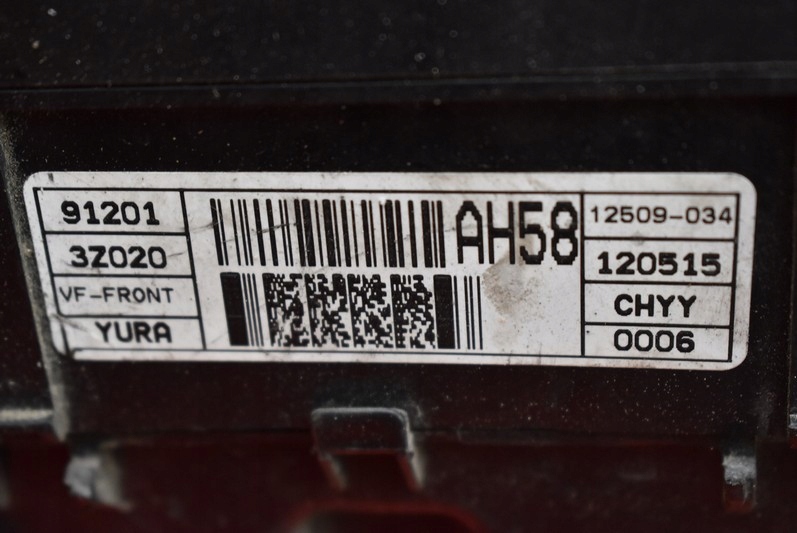 91201
3Z020
VF-FRONT
YURA
AH58
12509-034
120515
CHYY
0006